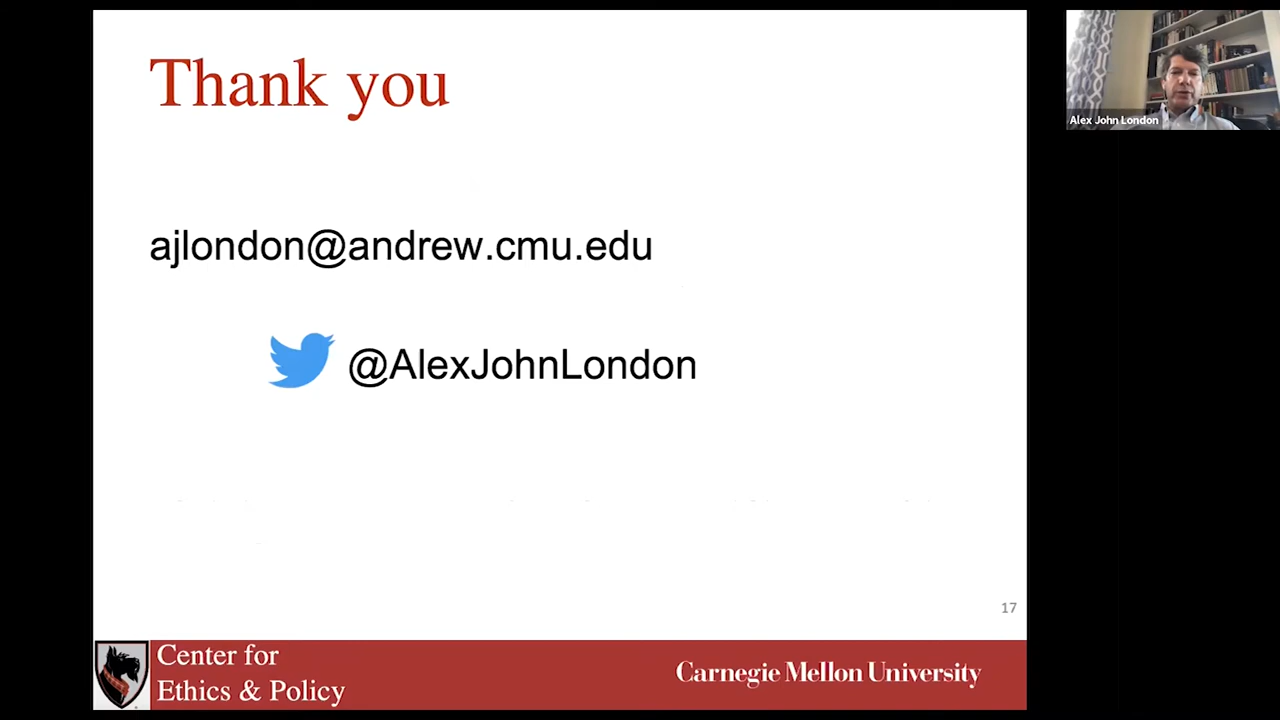 Thank you
Alex John London
ajlondon@andrew.cmu.edu
@AlexJohnLondon
17
Center for
Ethics & Policy
Carnegie Mellon University